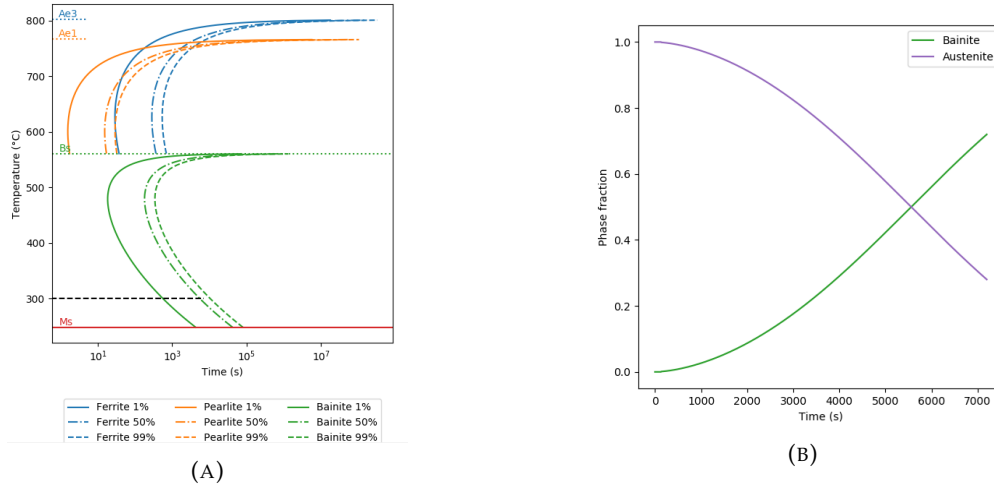 Ae3
Ae1
Bs
Ms
800
700
600
500
400
300
Temperature (°C)
10¹ 10³ 10⁵ 10⁷
Time (s)
Ferrite 1% Pearlite 1% Bainite 1%
Ferrite 50% Pearlite 50% Bainite 50%
Ferrite 99% Pearlite 99% Bainite 99%
(A)
Bainite
Austenite
1.0
0.8
0.6
0.4
0.2
0.0
Phase fraction
0 1000 2000 3000 4000 5000 6000 7000
Time (s)
(B)